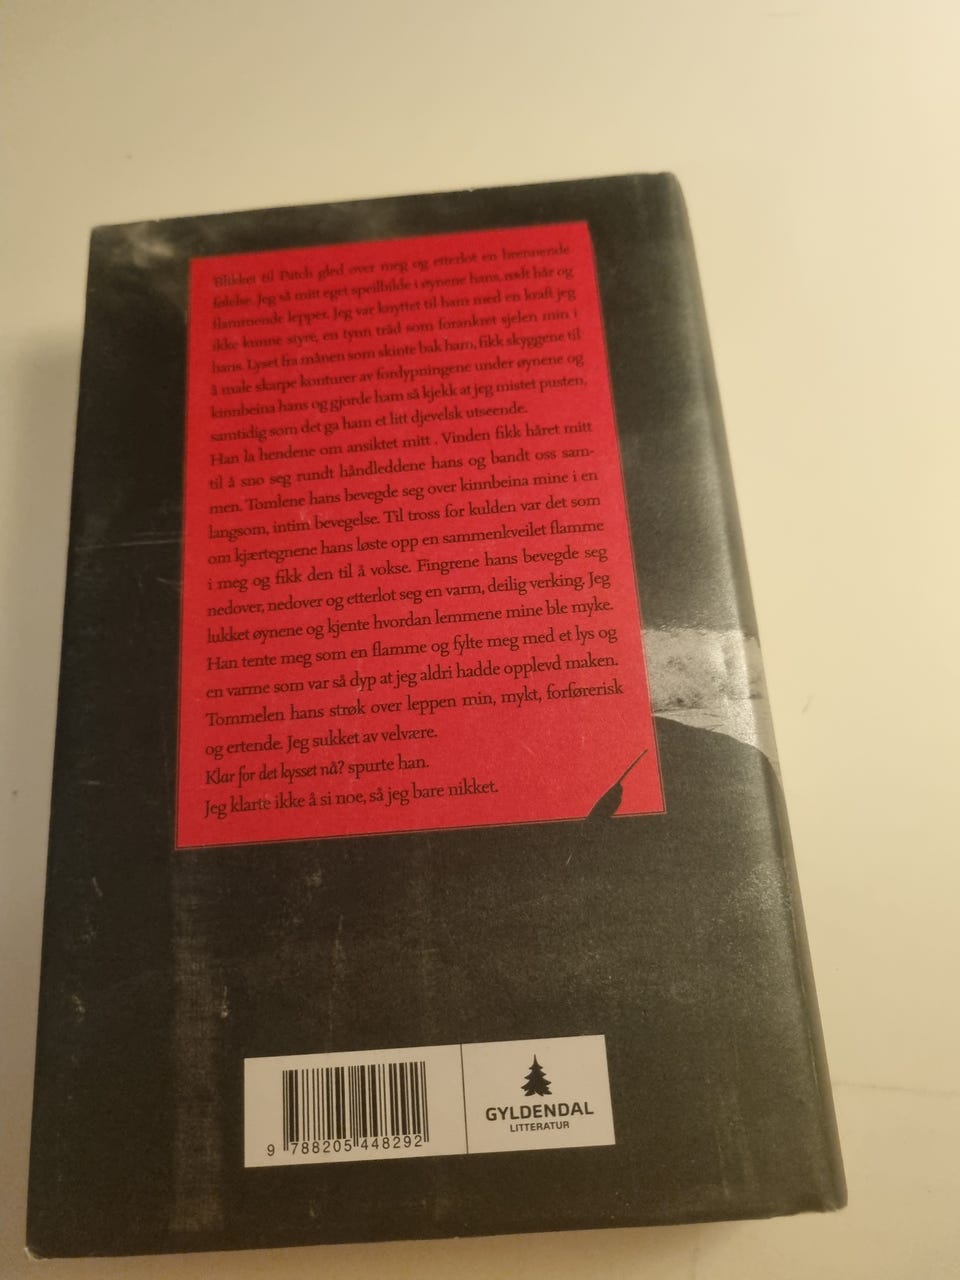 Blikket til Patch gled over meg og etterlot en brennende
følelse. Jeg så mitt eget speilbilde i øynene hans, rødt hår og
flammende lepper. Jeg var knyttet til ham med en kraft jeg
ikke kunne styre, en tynn tråd som forankret sjelen min i
hans. Lyset fra månen som skinte bak ham, fikk skyggene til
å male skarpe konturer av fordypningene under øynene og
kinnbeina hans og gjorde ham så kjekk at jeg mistet pusten,
samtidig som det ga ham et litt djevelsk utseende.
Han la hendene om ansiktet mitt . Vinden fikk håret mitt
til å sno seg rundt håndleddene hans og bandt oss sam-
men. Tomlene hans bevegde seg over kinnbeina mine i en
langsom, intim bevegelse. Til tross for kulden var det som
om kjærtegnene hans løste opp en sammenkveilet flamme
i meg og fikk den til å vokse. Fingrene hans bevegde seg
nedover, nedover og etterlot seg en varm, deilig verking. Jeg
lukket øynene og kjente hvordan lemmene mine ble myke.
Han tente meg som en flamme og fylte meg med et lys og
en varme som var så dyp at jeg aldri hadde opplevd maken.
Tommelen hans strøk over leppen min, mykt, forførerisk
og ertende. Jeg sukket av velvære.
Klar for det kysset nå? spurte han.
Jeg klarte ikke å si noe, så jeg bare nikket.
9 788205 448292
GYLDENDAL
LITTERATUR